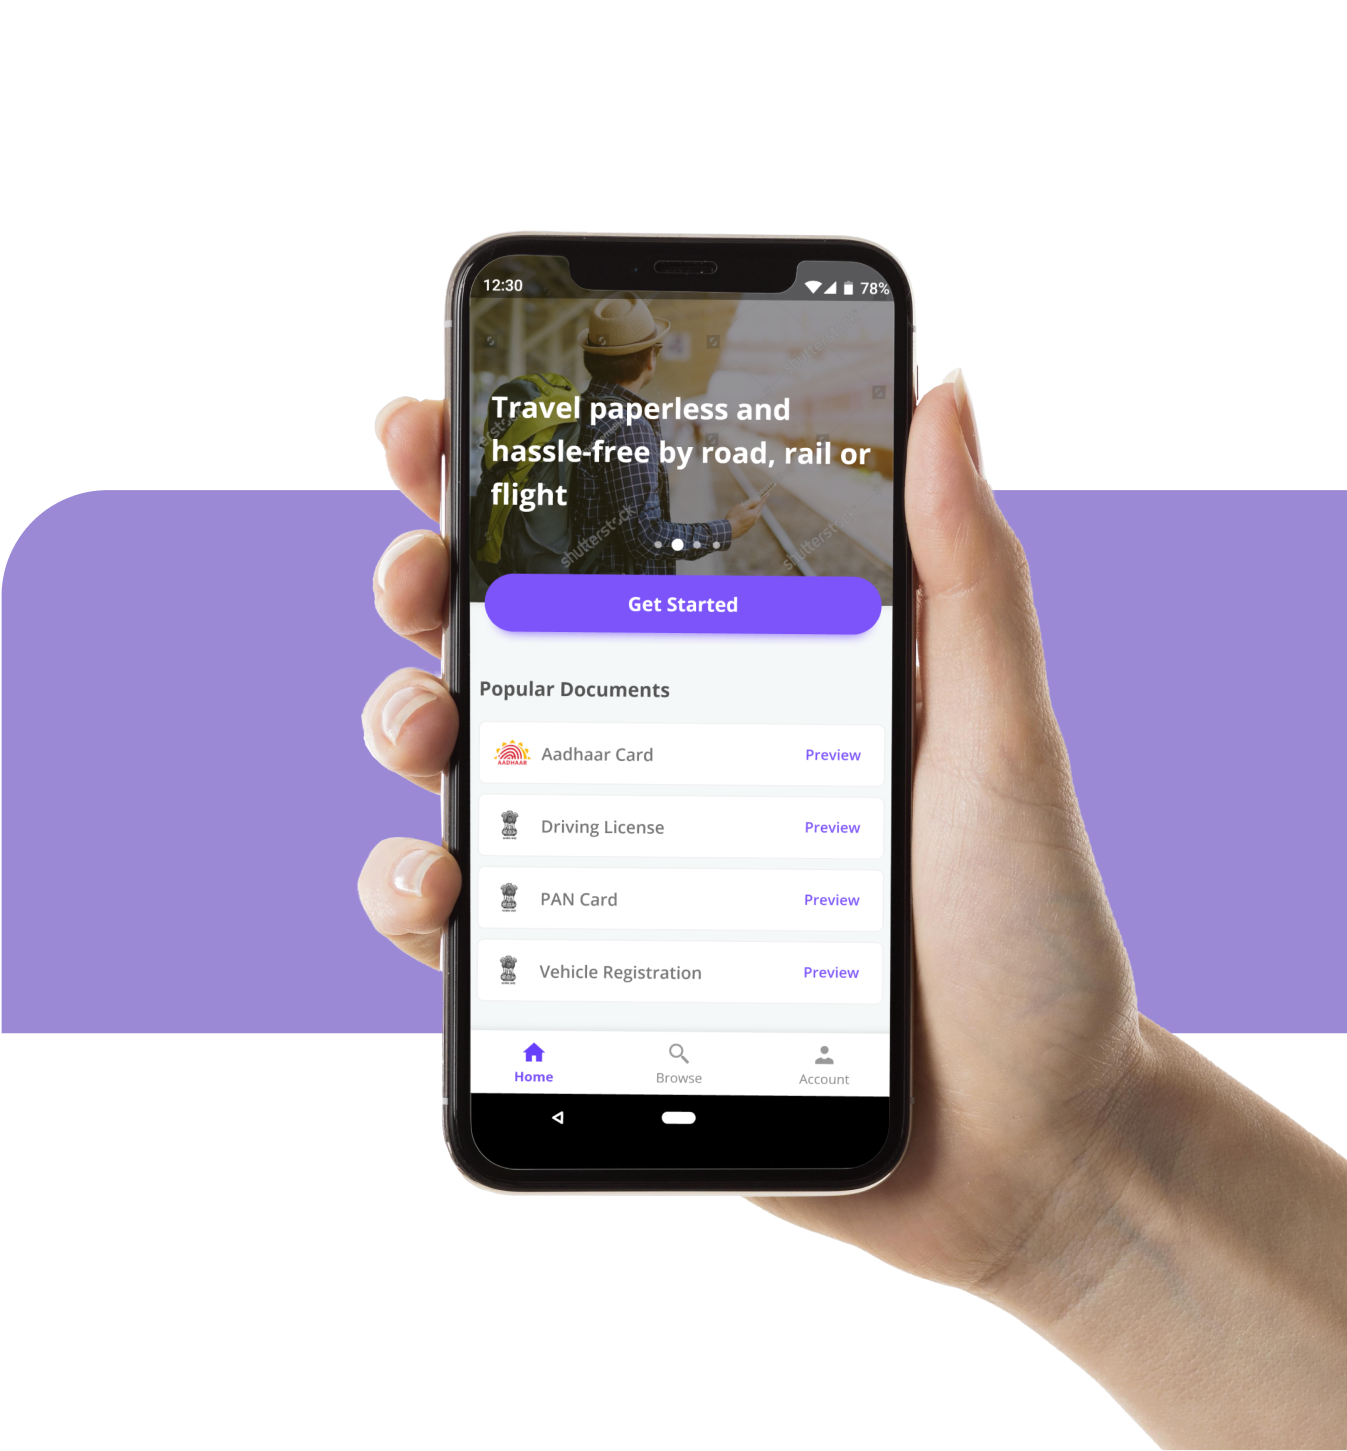 12:30
78%
Travel paperless and
hassle-free by road, rail or
flight
shutterstock
shutterstock
Get Started
Popular Documents
AADHAAR
Aadhaar Card
Preview
Driving License
Preview
PAN Card
Preview
Vehicle Registration
Preview
Home
Browse
Account